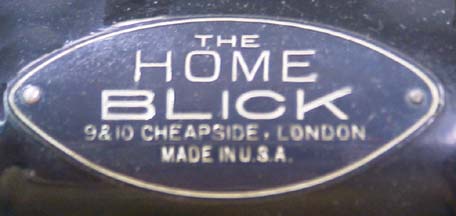 THE
HOME
BLICK
9 & 10 CHEAPSIDE, LONDON
MADE IN U.S.A.